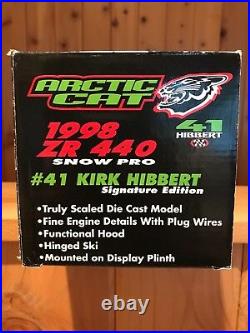 ARCTIC
CAT
41
HIBBERT
1998
ZR 440
SNOW PRO
#41 KIRK HIBBERT
Signature Edition
•Truly Scaled Die Cast Model
•Fine Engine Details With Plug Wires
•Functional Hood
•Hinged Ski
•Mounted on Display Plinth